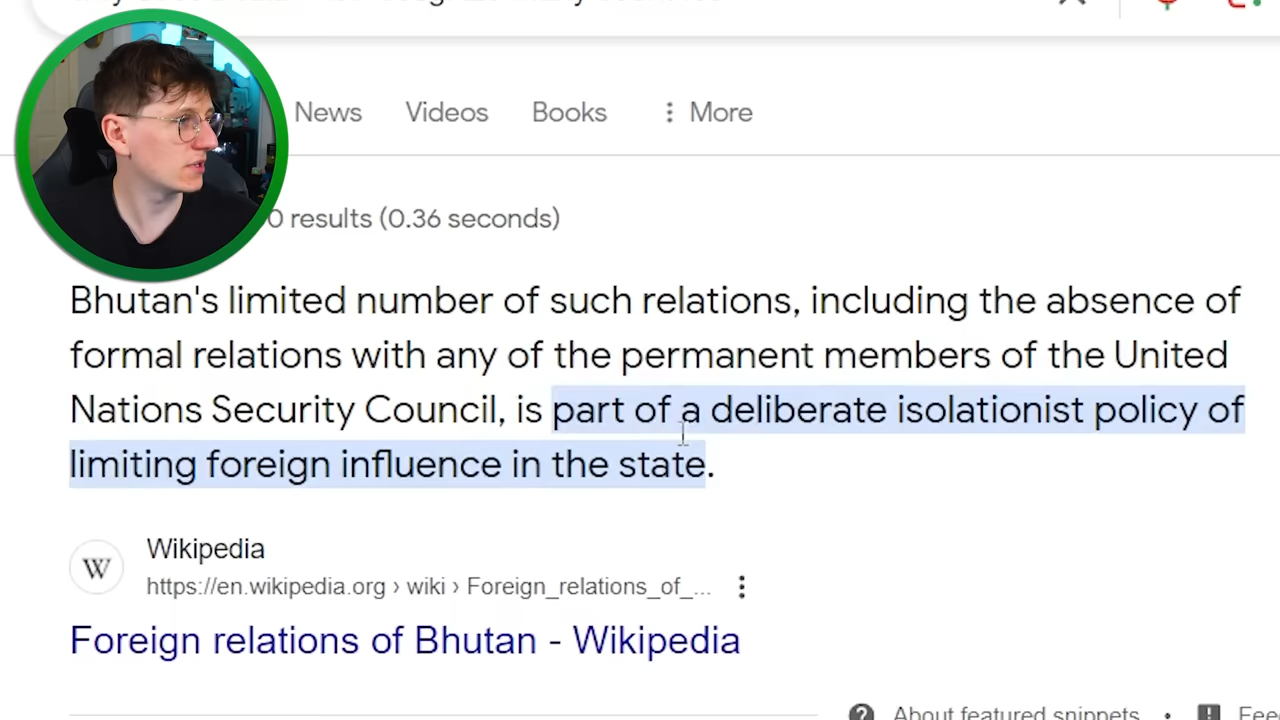 News Videos Books More
0 results (0.36 seconds)
Bhutan's limited number of such relations, including the absence of
formal relations with any of the permanent members of the United
Nations Security Council, is part of a deliberate isolationist policy of
limiting foreign influence in the state.
Wikipedia
W
https://en.wikipedia.org › wiki › Foreign_relations_of_...
Foreign relations of Bhutan - Wikipedia
About featured snippets •